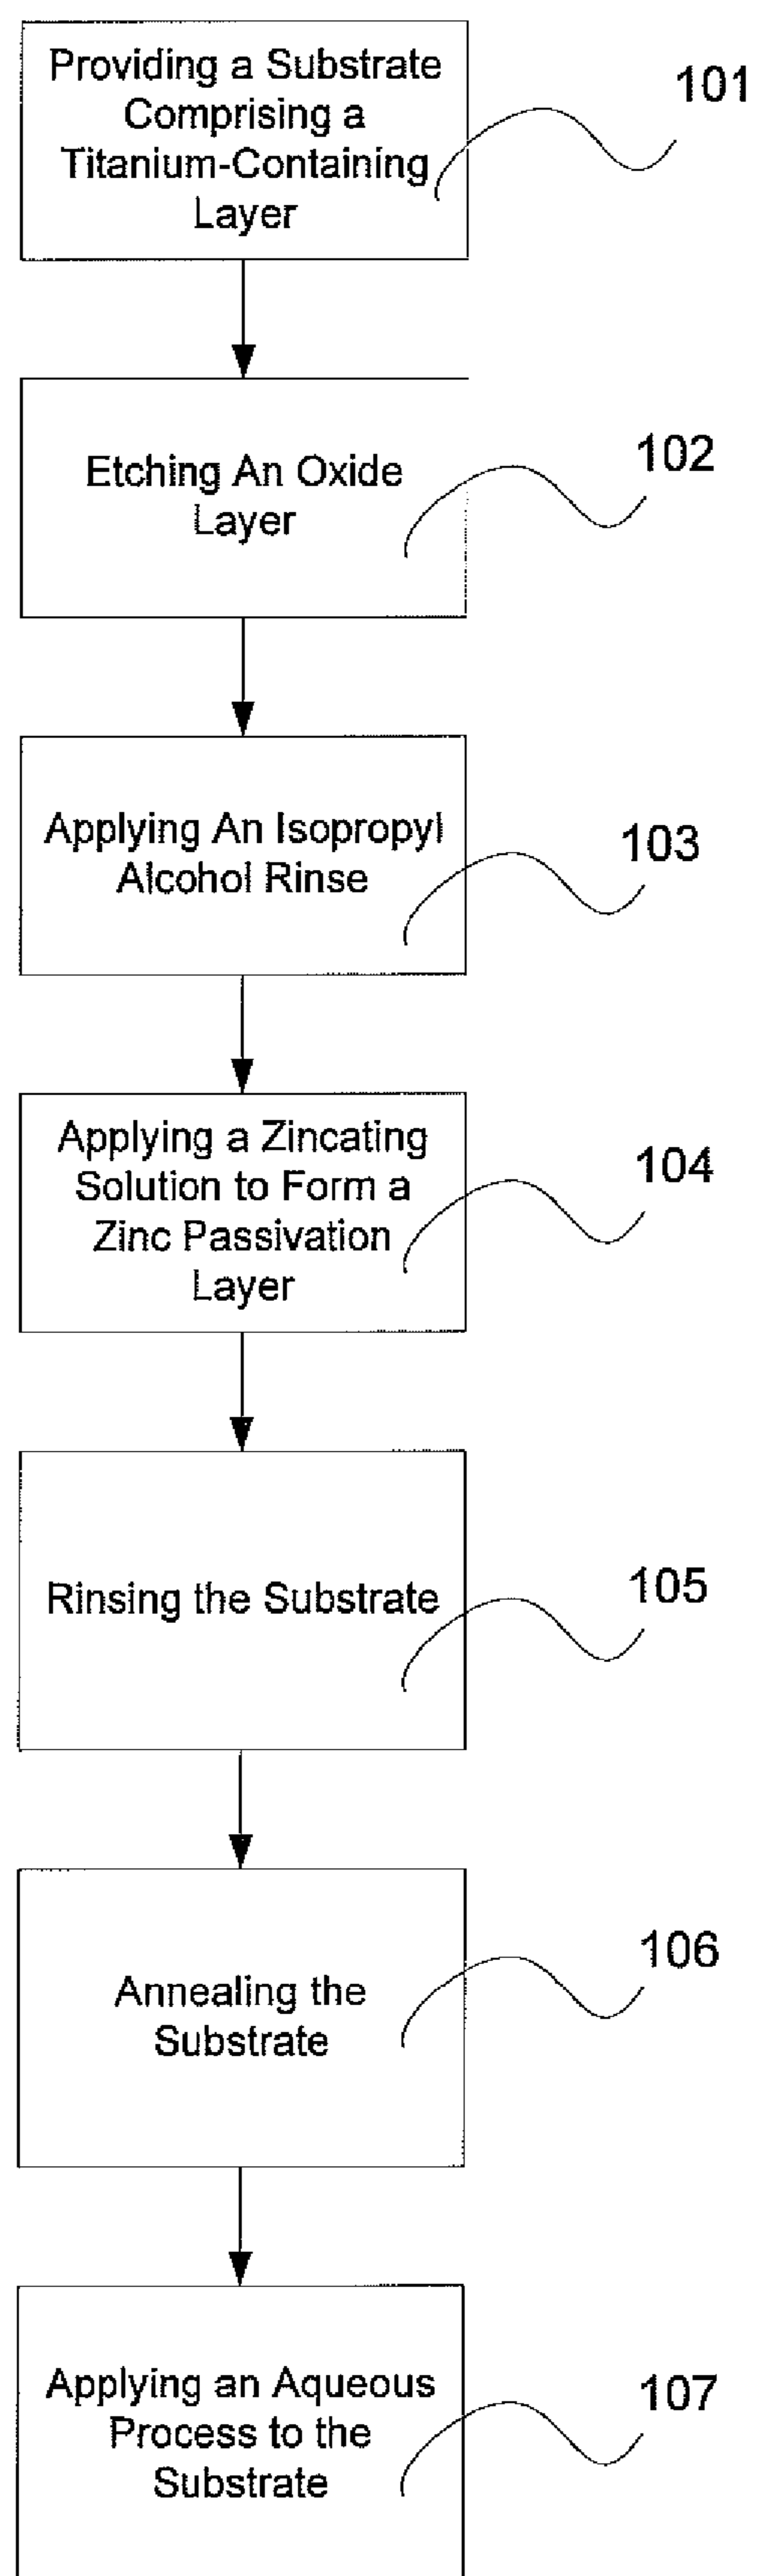 Providing a Substrate
Comprising a
Titanium-Containing
Layer
101
Etching An Oxide
Layer
102
Applying An Isopropyl
Alcohol Rinse
103
Applying a Zincating
Solution to Form a
Zinc Passivation
Layer
104
Rinsing the Substrate
105
Annealing the
Substrate
106
Applying an Aqueous
Process to the
Substrate
107